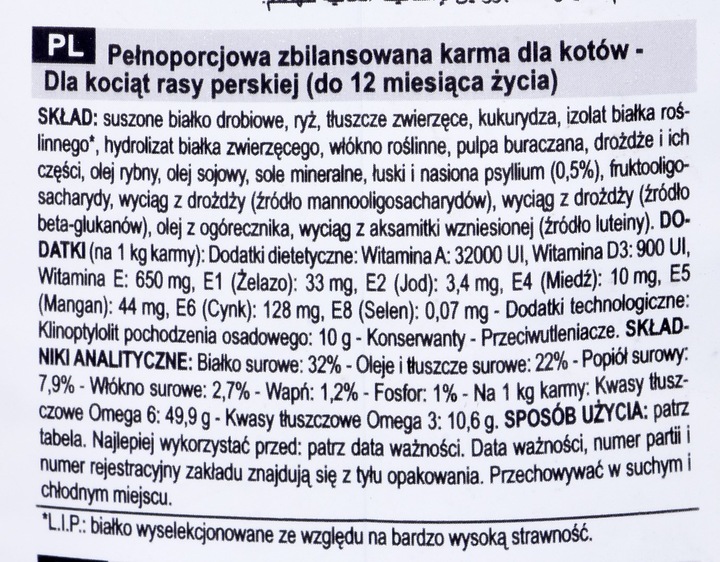 PL Pełnoporcjowa zbilansowana karma dla kotów -
Dla kociąt rasy perskiej (do 12 miesiąca życia)
SKŁAD: suszone białko drobiowe, ryż, tłuszcze zwierzęce, kukurydza, izolat białka roś-
linnego*, hydrolizat białka zwierzęcego, włókno roślinne, pulpa buraczana, drożdże i ich
części, olej rybny, olej sojowy, sole mineralne, łuski i nasiona psyllium (0,5%), fruktooligo-
sacharydy, wyciąg z drożdży (źródło mannooligosacharydów), wyciąg z drożdży (źródło
beta-glukanów), olej z ogórecznika, wyciąg z aksamitki wzniesionej (źródło luteiny). DO-
DATKI (na 1 kg karmy): Dodatki dietetyczne: Witamina A: 32000 UI, Witamina D3: 900 UI,
Witamina E: 650 mg, E1 (Żelazo): 33 mg, E2 (Jod): 3,4 mg, E4 (Miedź): 10 mg, E5
(Mangan): 44 mg, E6 (Cynk): 128 mg, E8 (Selen): 0,07 mg - Dodatki technologiczne:
Klinoptylolit pochodzenia osadowego: 10 g - Konserwanty - Przeciwutleniacze. SKŁAD-
NIKI ANALITYCZNE: Białko surowe: 32% - Oleje i tłuszcze surowe: 22% - Popiół surowy:
7,9% - Włókno surowe: 2,7% - Wapń: 1,2% - Fosfor: 1% - Na 1 kg karmy: Kwasy tłusz-
czowe Omega 6: 49,9 g - Kwasy tłuszczowe Omega 3: 10,6 g. SPOSÓB UŻYCIA: patrz
tabela. Najlepiej wykorzystać przed: patrz data ważności. Data ważności, numer partii i
numer rejestracyjny zakładu znajdują się z tyłu opakowania. Przechowywać w suchym i
chłodnym miejscu.
*L.I.P.: białko wyselekcjonowane ze względu na bardzo wysoką strawność.